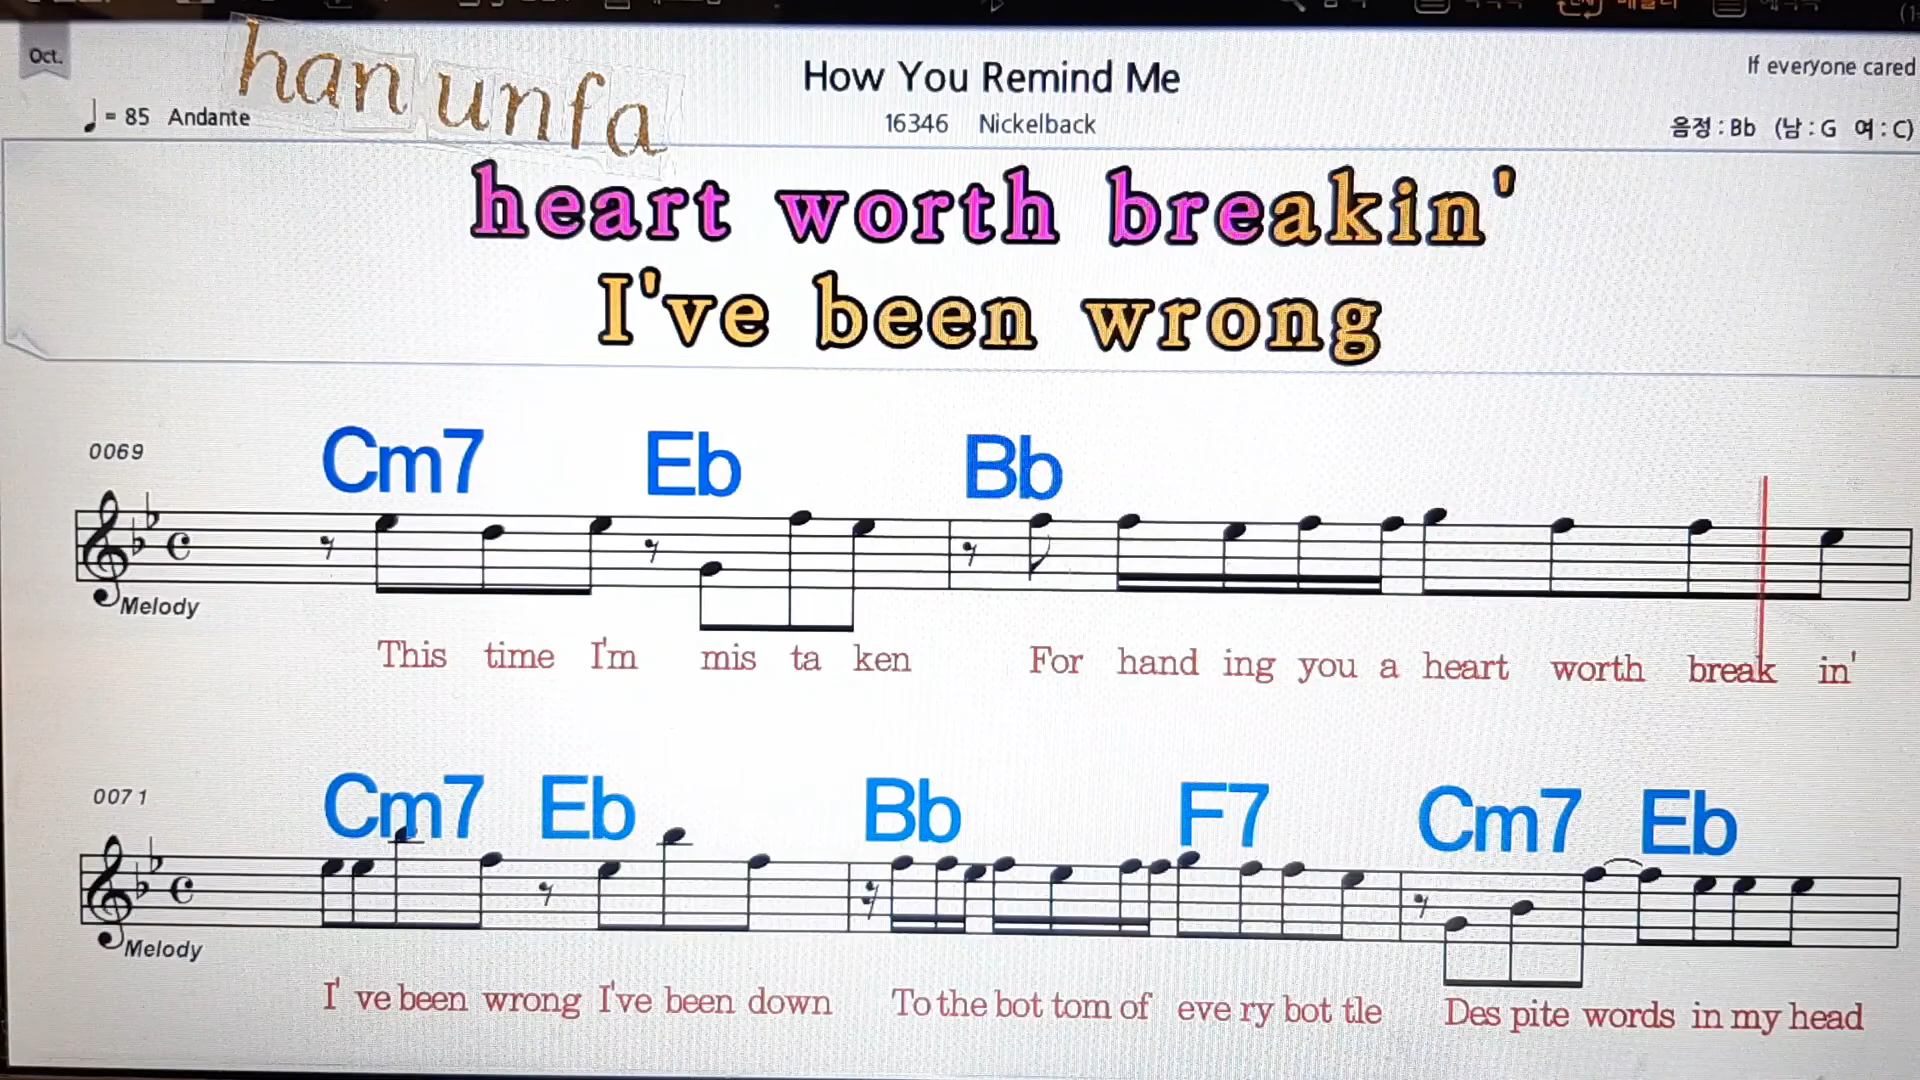 Oct.
han unfa
How You Remind Me
If everyone cared
♩= 85 Andante
16346 Nickelback
음정 : Bb (남 : G 여 : C)
heart worth breakin'
I've been wrong
Cm7 Eb Bb
0069
Melody
This time I'm mis ta ken For hand ing you a heart worth break in'
Cm7 Eb Bb F7 Cm7 Eb
0071
Melody
I' ve been wrong I've been down To the bot tom of eve ry bot tle Des pite words in my head